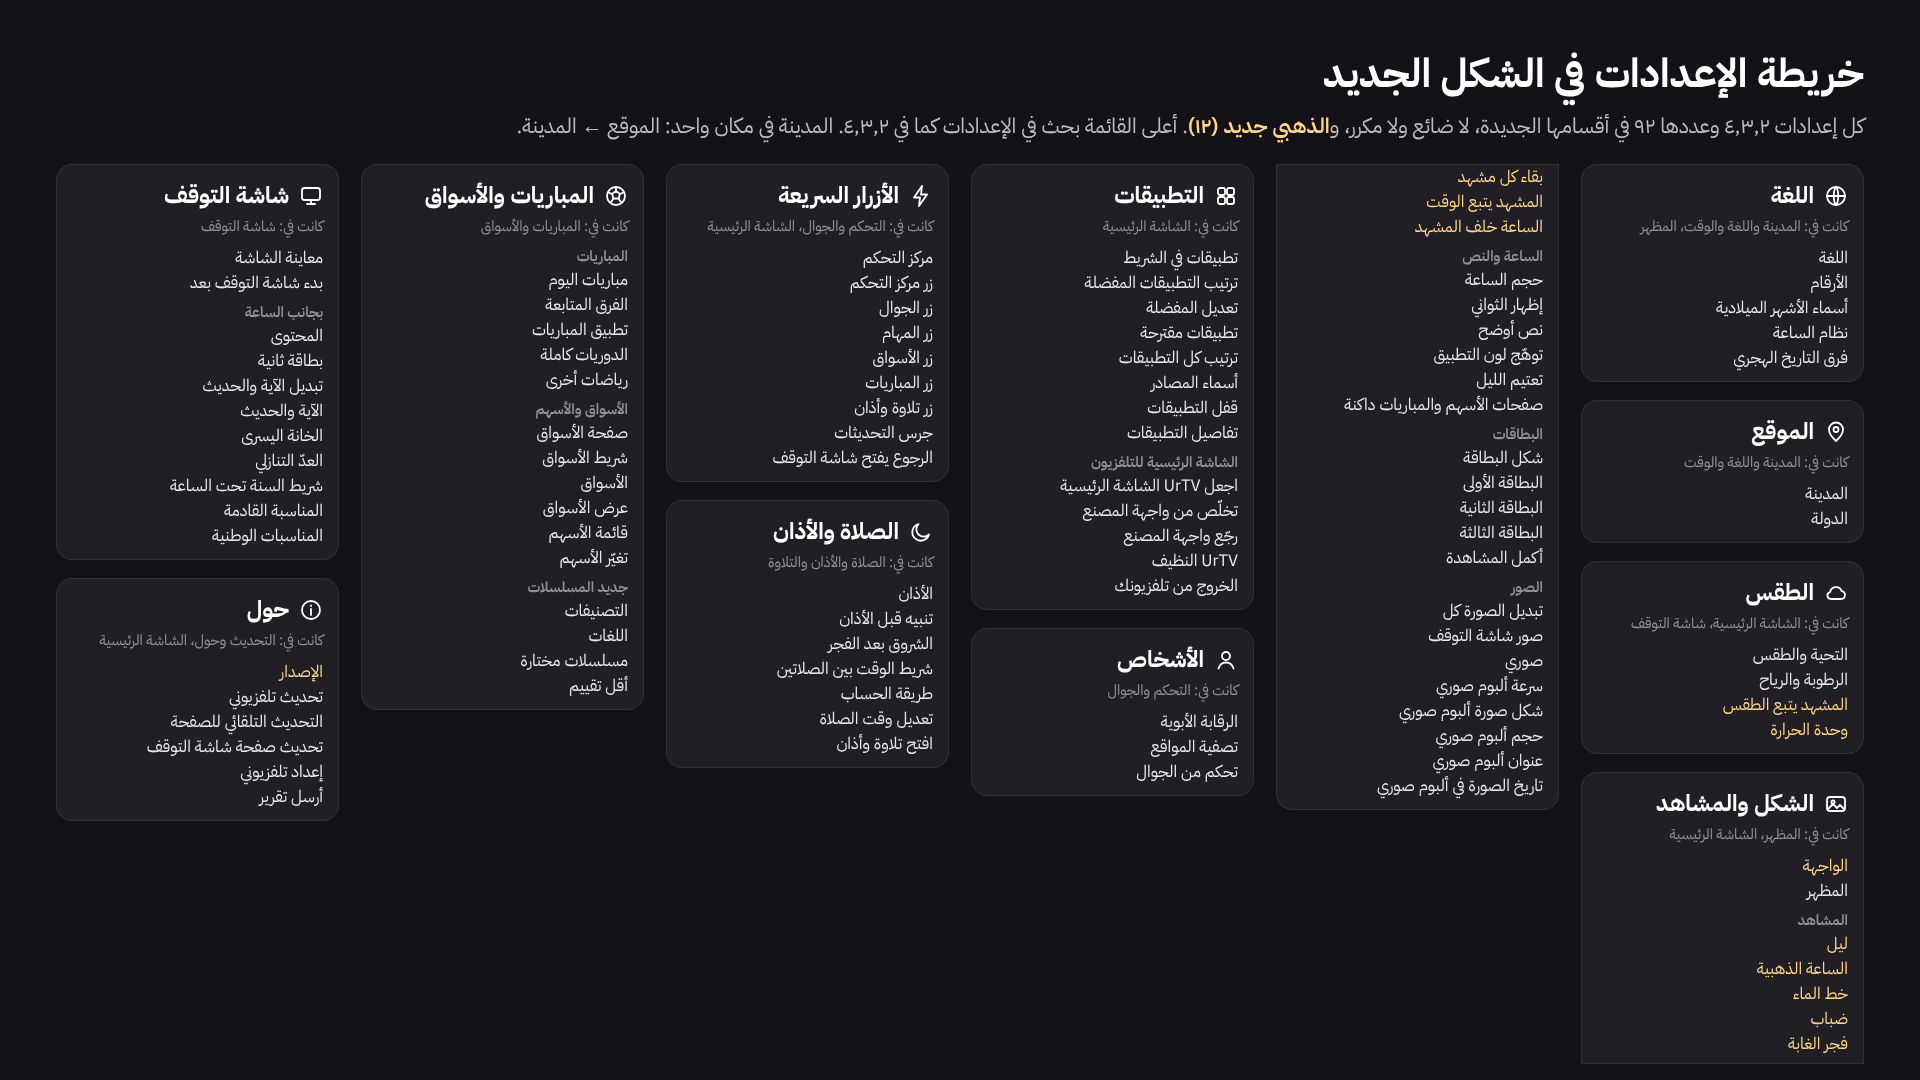 خريطة الإعدادات في الشكل الجديد
كل إعدادات ٤,٣,٢ وعددها ٩٢ في أقسامها الجديدة، لا ضائع ولا مكرر، والذهبي جديد (١٢). أعلى القائمة بحث في الإعدادات كما في ٤,٣,٢. المدينة في مكان واحد: الموقع ← المدينة.
اللغة
كانت في: المدينة واللغة والوقت، المظهر
اللغة
الأرقام
أسماء الأشهر الميلادية
نظام الساعة
فرق التاريخ الهجري
الموقع
كانت في: المدينة واللغة والوقت
المدينة
الدولة
الطقس
كانت في: الشاشة الرئيسية، شاشة التوقف
التحية والطقس
الرطوبة والرياح
المشهد يتبع الطقس
وحدة الحرارة
الشكل والمشاهد
كانت في: المظهر، الشاشة الرئيسية
الواجهة
المظهر
المشاهد
ليل
الساعة الذهبية
خط الماء
ضباب
فجر الغابة
بقاء كل مشهد
المشهد يتبع الوقت
الساعة خلف المشهد
الساعة والنص
حجم الساعة
إظهار الثواني
نص أوضح
توهّج لون التطبيق
تعتيم الليل
صفحات الأسهم والمباريات داكنة
البطاقات
شكل البطاقة
البطاقة الأولى
البطاقة الثانية
البطاقة الثالثة
أكمل المشاهدة
الصور
تبديل الصورة كل
صور شاشة التوقف
صوري
سرعة ألبوم صوري
شكل صورة ألبوم صوري
حجم ألبوم صوري
عنوان ألبوم صوري
تاريخ الصورة في ألبوم صوري
التطبيقات
كانت في: الشاشة الرئيسية
تطبيقات في الشريط
ترتيب التطبيقات المفضلة
تعديل المفضلة
تطبيقات مقترحة
ترتيب كل التطبيقات
أسماء المصادر
قفل التطبيقات
تفاصيل التطبيقات
الشاشة الرئيسية للتلفزيون
اجعل UrTV الشاشة الرئيسية
تخلّص من واجهة المصنع
رجّع واجهة المصنع
UrTV النظيف
الخروج من تلفزيونك
الأشخاص
كانت في: التحكم والجوال
الرقابة الأبوية
تصفية المواقع
تحكم من الجوال
الأزرار السريعة
كانت في: التحكم والجوال، الشاشة الرئيسية
مركز التحكم
زر مركز التحكم
زر الجوال
زر المهام
زر الأسواق
زر المباريات
زر تلاوة وأذان
جرس التحديثات
الرجوع يفتح شاشة التوقف
الصلاة والأذان
كانت في: الصلاة والأذان والتلاوة
الأذان
تنبيه قبل الأذان
الشروق بعد الفجر
شريط الوقت بين الصلاتين
طريقة الحساب
تعديل وقت الصلاة
افتح تلاوة وأذان
المباريات والأسواق
كانت في: المباريات والأسواق
المباريات
مباريات اليوم
الفرق المتابعة
تطبيق المباريات
الدوريات كاملة
رياضات أخرى
الأسواق والأسهم
صفحة الأسواق
شريط الأسواق
الأسواق
عرض الأسواق
قائمة الأسهم
تغيّر الأسهم
جديد المسلسلات
التصنيفات
اللغات
مسلسلات مختارة
أقل تقييم
شاشة التوقف
كانت في: شاشة التوقف
معاينة الشاشة
بدء شاشة التوقف بعد
بجانب الساعة
المحتوى
بطاقة ثانية
تبديل الآية والحديث
الآية والحديث
الخانة اليسرى
العدّ التنازلي
شريط السنة تحت الساعة
المناسبة القادمة
المناسبات الوطنية
حول
كانت في: التحديث وحول، الشاشة الرئيسية
الإصدار
تحديث تلفزيوني
التحديث التلقائي للصفحة
تحديث صفحة شاشة التوقف
إعداد تلفزيوني
أرسل تقرير